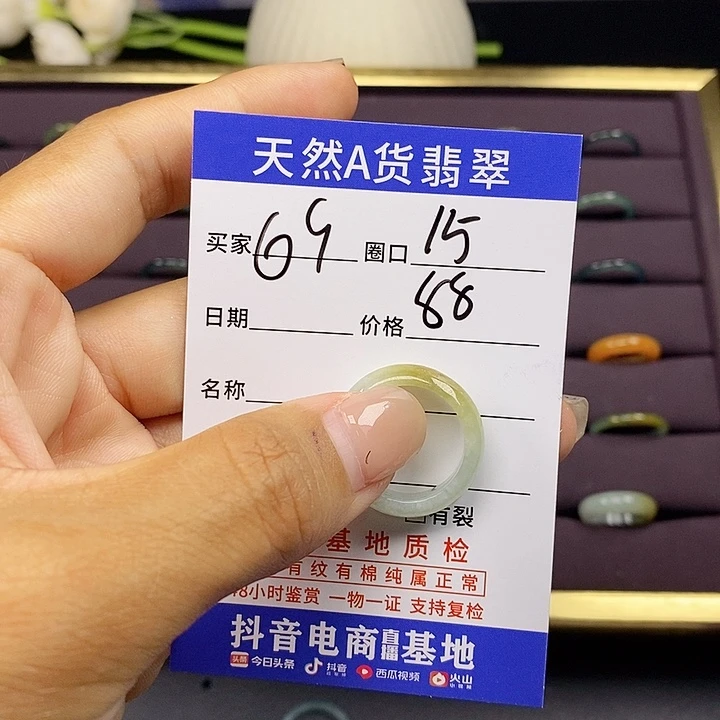 天然A货翡翠
买家 69 圈口 15
日期 价格 88
名称
有裂
基地质检
有纹有棉纯属正常
48小时鉴赏 一物一证 支持复检
抖音电商直播基地
头条 今日头条 抖音 西瓜视频 火山